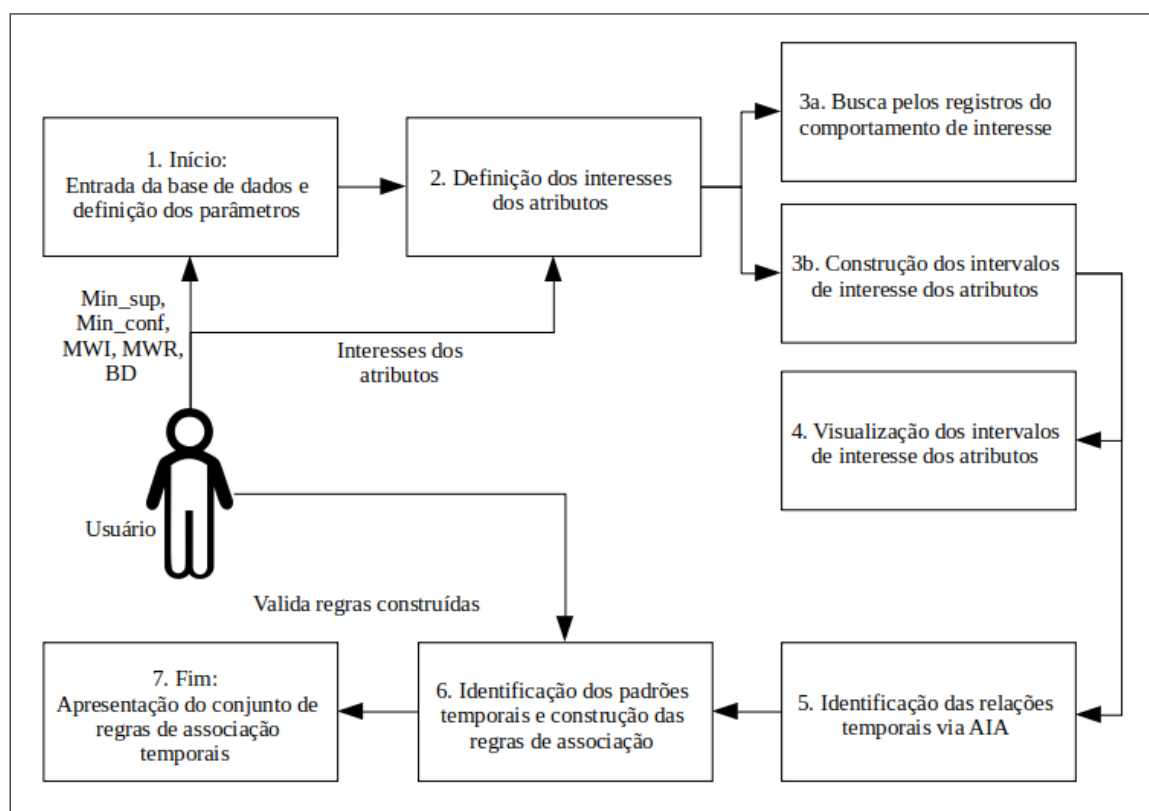 1. Início:
Entrada da base de dados e
definição dos parâmetros
2. Definição dos interesses
dos atributos
3a. Busca pelos registros do
comportamento de interesse
3b. Construção dos intervalos
de interesse dos atributos
Min_sup,
Min_conf,
MWI, MWR,
BD
Interesses dos
atributos
4. Visualização dos intervalos
de interesse dos atributos
Usuário
Valida regras construídas
5. Identificação das relações
temporais via AIA
6. Identificação dos padrões
temporais e construção das
regras de associação
7. Fim:
Apresentação do conjunto de
regras de associação
temporais